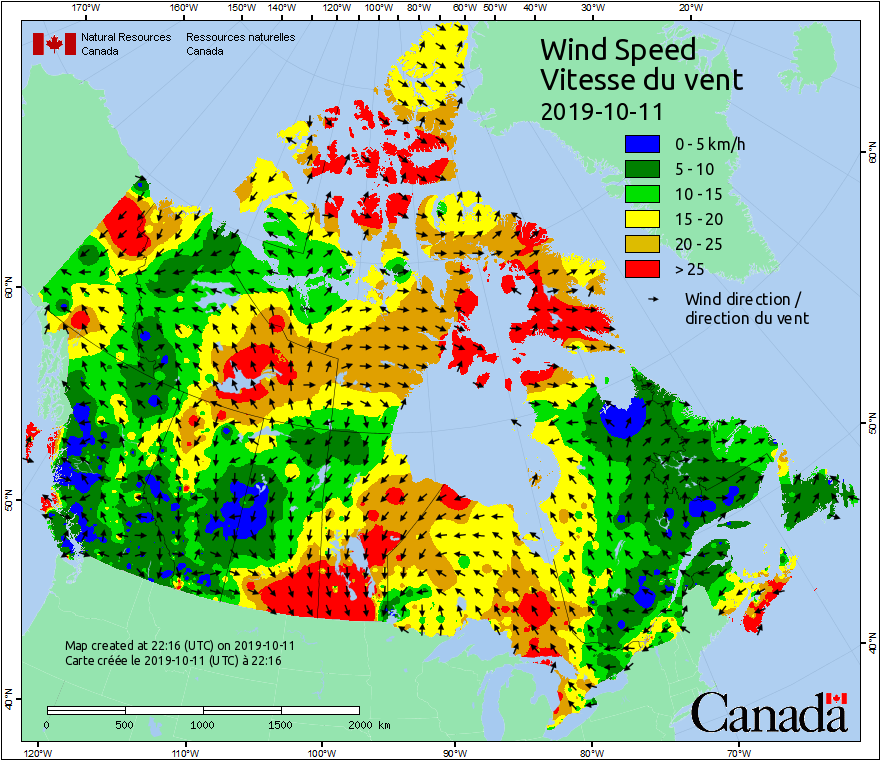 170°W 160°W 150°W 140°W 130°W 120°W 110°W 100°W 90°W 80°W 70°W 60°W 50°W 40°W 30°W 20°W
Natural Resources Canada
Ressources naturelles Canada
Wind Speed
Vitesse du vent
2019-10-11
0 - 5 km/h
5 - 10
10 - 15
15 - 20
20 - 25
> 25
Wind direction /
direction du vent
60°N
60°N
50°N
50°N
40°N
40°N
Map created at 22:16 (UTC) on 2019-10-11
Carte créée le 2019-10-11 (UTC) à 22:16
0 500 1000 1500 2000 km
Canada
120°W 110°W 100°W 90°W 80°W 70°W